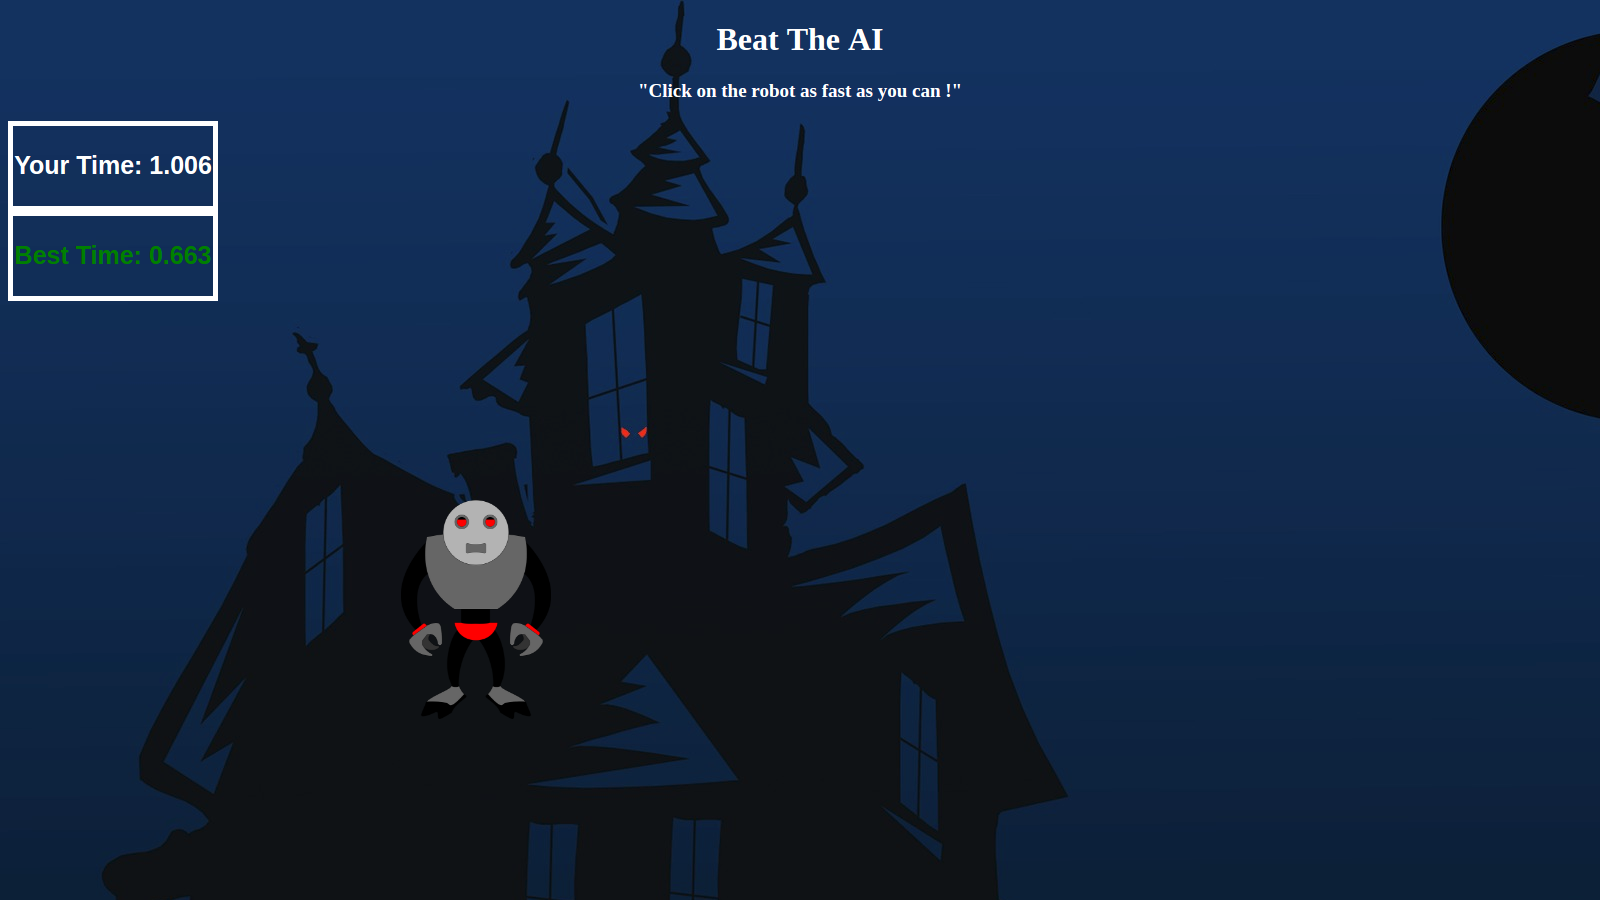 Beat The AI
"Click on the robot as fast as you can !"
Your Time: 1.006
Best Time: 0.663